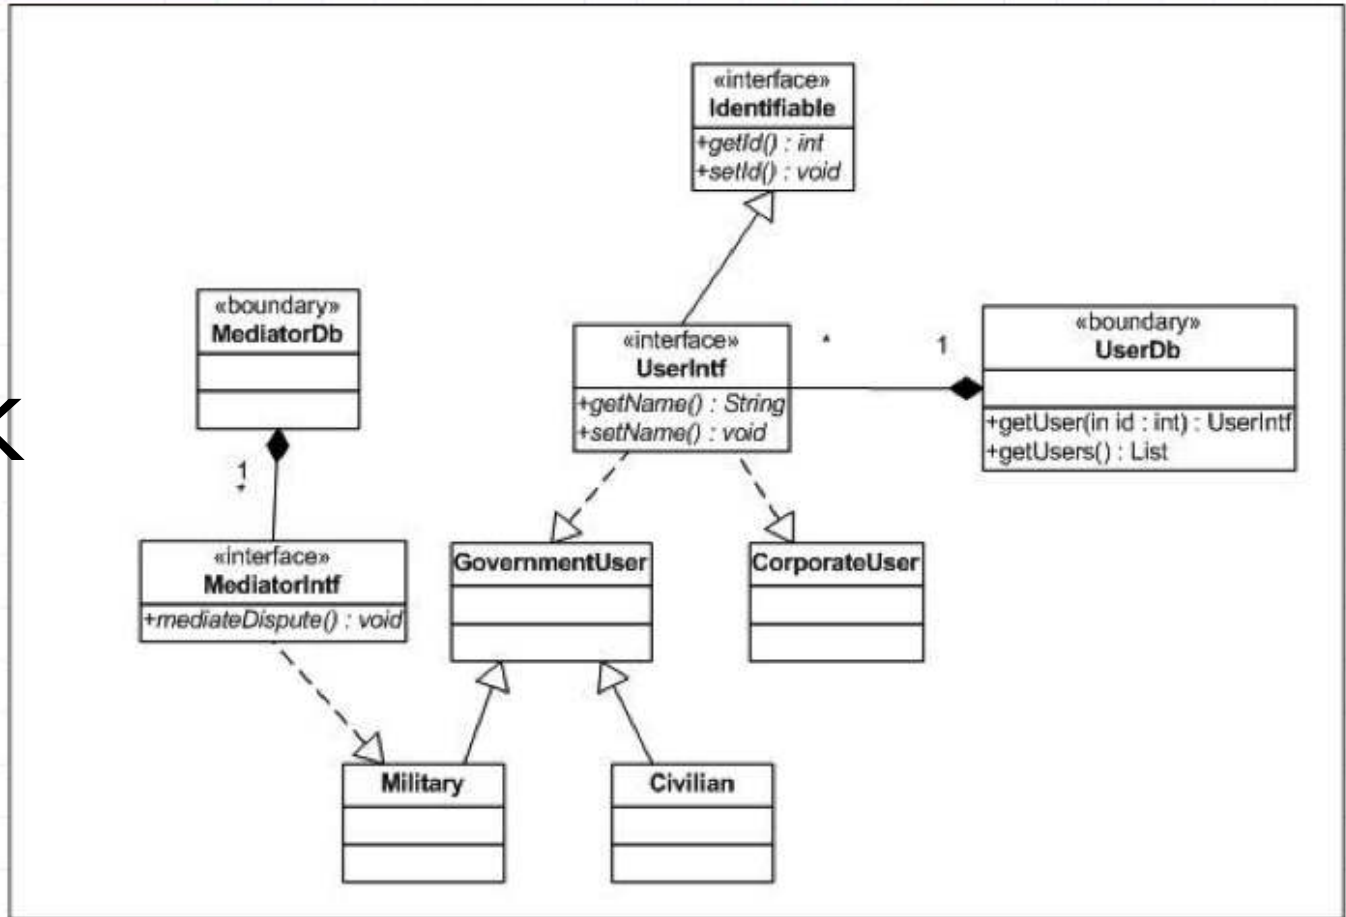 «interface»
Identifiable
+getId() : int
+setId() : void
«boundary»
MediatorDb
«interface»
UserIntf
+getName() : String
+setName() : void
*
1
«boundary»
UserDb
+getUser(in id : int) : UserIntf
+getUsers() : List
1
*
«interface»
MediatorIntf
+mediateDispute() : void
GovernmentUser
CorporateUser
Military
Civilian